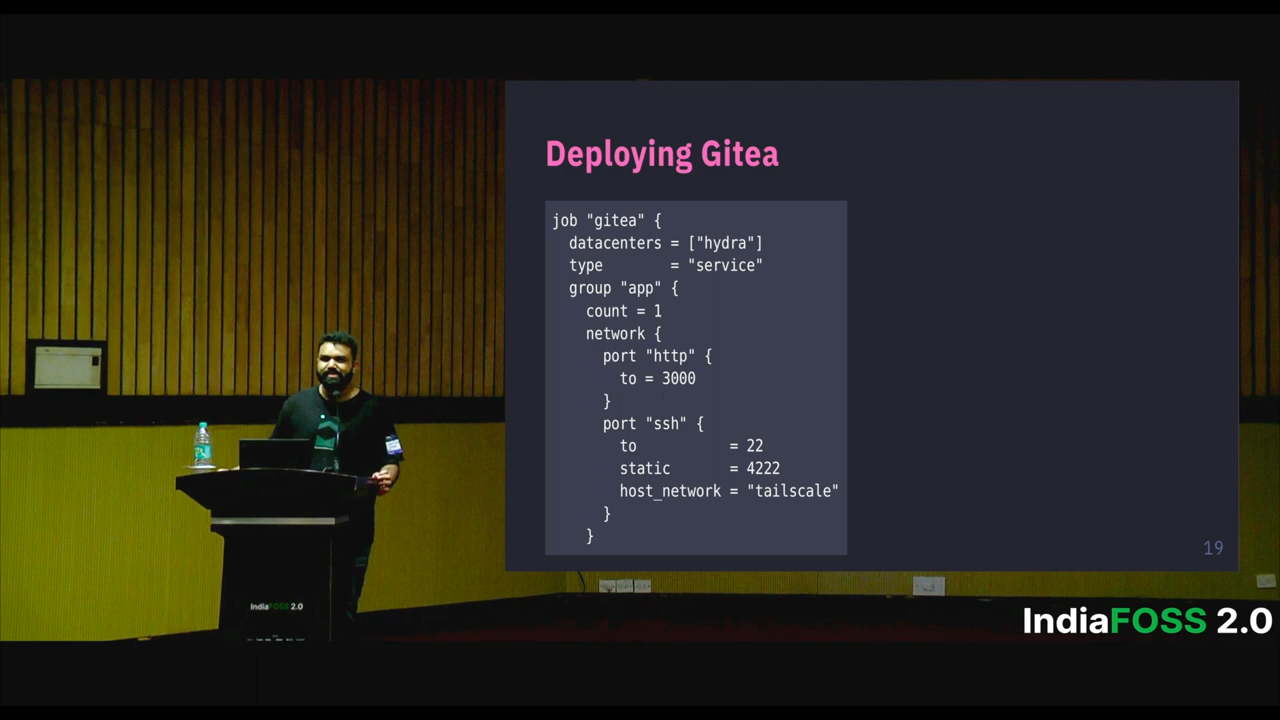 Deploying Gitea
job "gitea" {
  datacenters = ["hydra"]
  type        = "service"
  group "app" {
    count = 1
    network {
      port "http" {
        to = 3000
      }
      port "ssh" {
        to           = 22
        static       = 4222
        host_network = "tailscale"
      }
    }
19
IndiaFOSS 2.0
IndiaFOSS 2.0